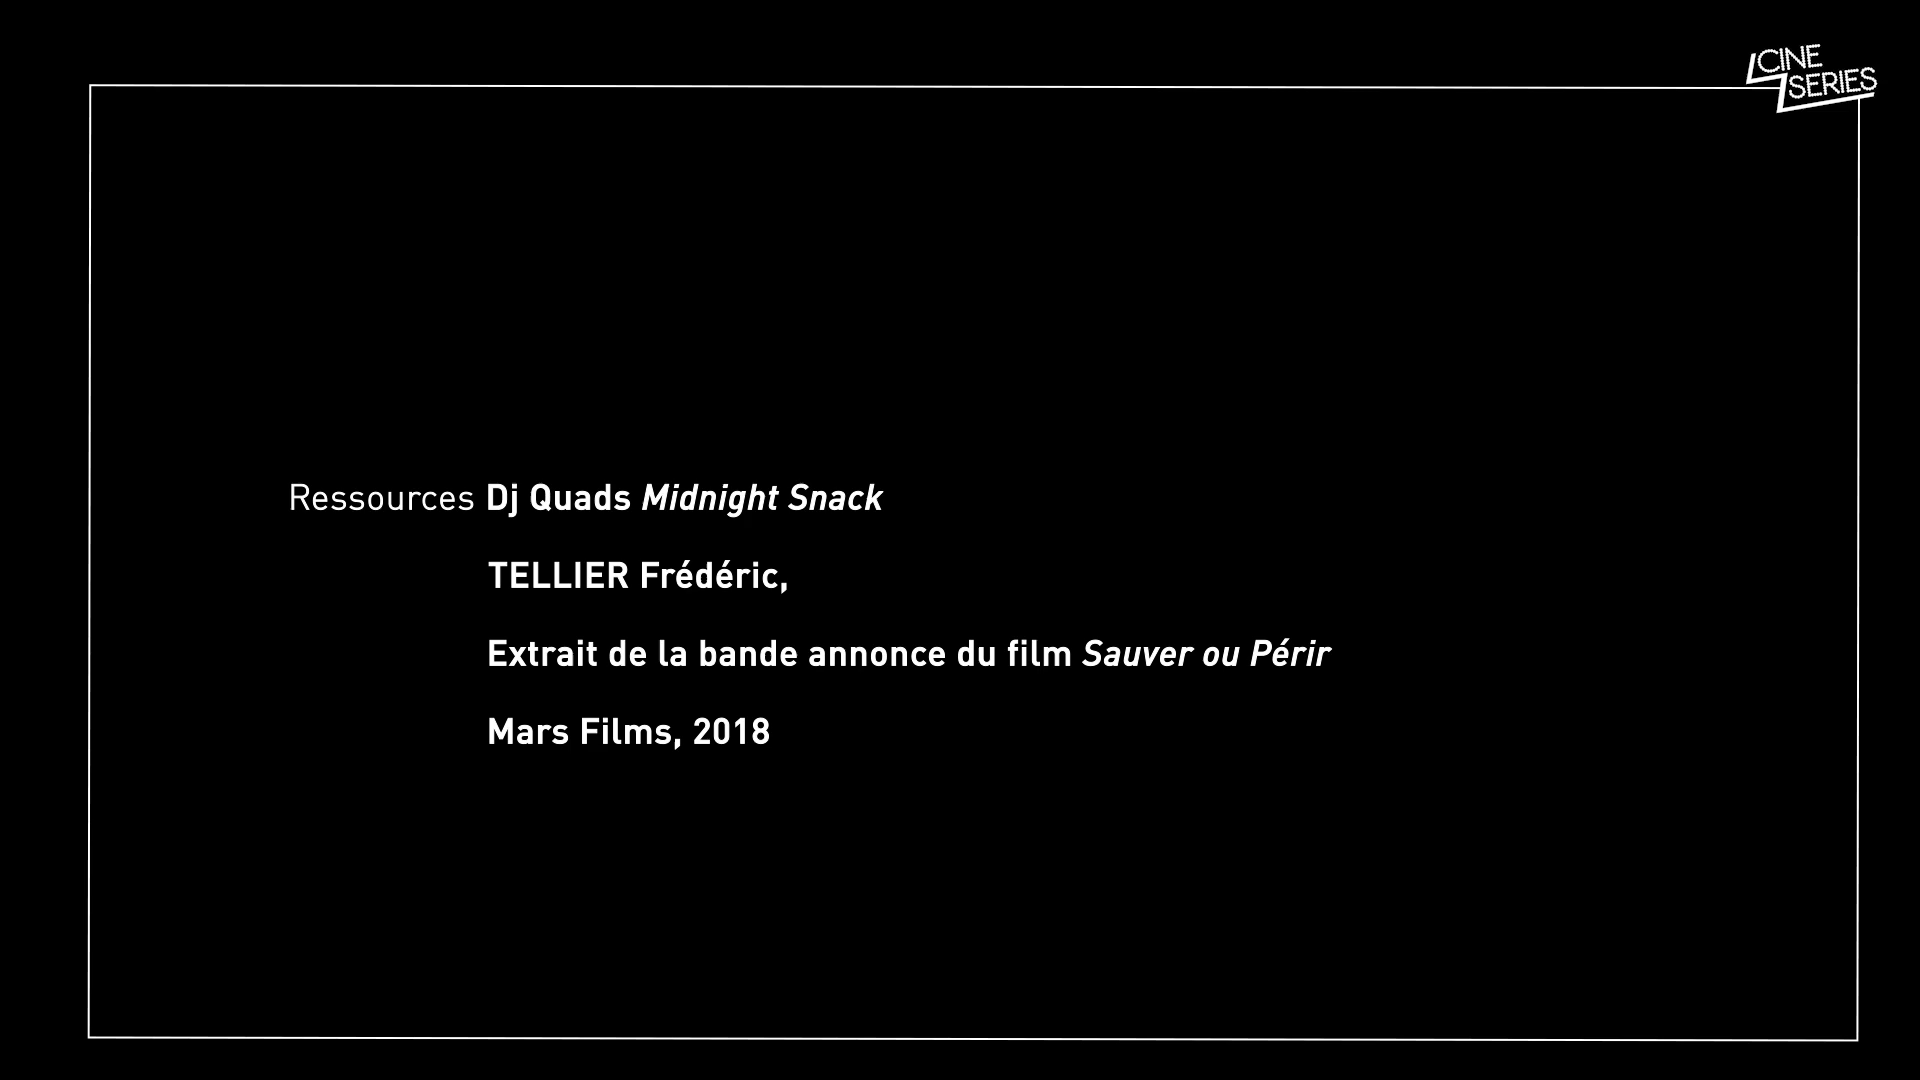 CINE
SERIES
Ressources Dj Quads Midnight Snack
TELLIER Frédéric,
Extrait de la bande annonce du film Sauver ou Périr
Mars Films, 2018